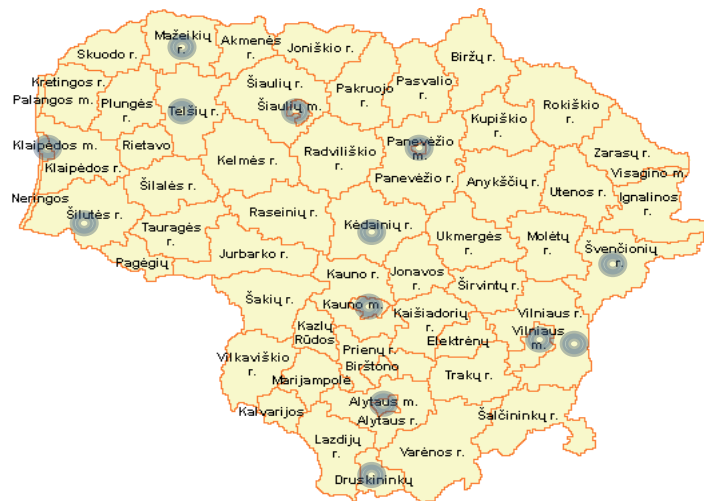 Mažeikių
r.
Akmenės
r.
Joniškio r.
Skuodo r.
Biržų r.
Kretingos r.
Palangos m.
Plungės
r.
Telšių r.
Šiaulių r.
Šiaulių m.
Pakruojo
r.
Pasvalio
r.
Kupiškio
r.
Rokiškio
r.
Klaipėdos m.
Klaipėdos r.
Rietavo
Kelmės r.
Radviliškio
r.
Panevėžio m.
Panevėžio r.
Anykščių r.
Utenos r.
Zarasų r.
Visagino m.
Ignalinos
r.
Neringos
Šilutės r.
Šilalės r.
Tauragės
r.
Pagėgių
Raseinių r.
Jurbarko r.
Kėdainių r.
Ukmergės
r.
Molėtų
r.
Švenčionių
r.
Šakių r.
Kauno r.
Kauno m.
Jonavos
r.
Širvintų r.
Kaišiadorių
r.
Elektrėnų
Vilniaus r.
Vilniaus
m.
Kazlų
Rūdos
Prienų r.
Birštono
Vilkaviškio
r.
Marijampolė
Kalvarijos
Trakų r.
Alytaus m.
Alytaus r.
Šalčininkų r.
Lazdijų
r.
Varėnos r.
Druskininkų